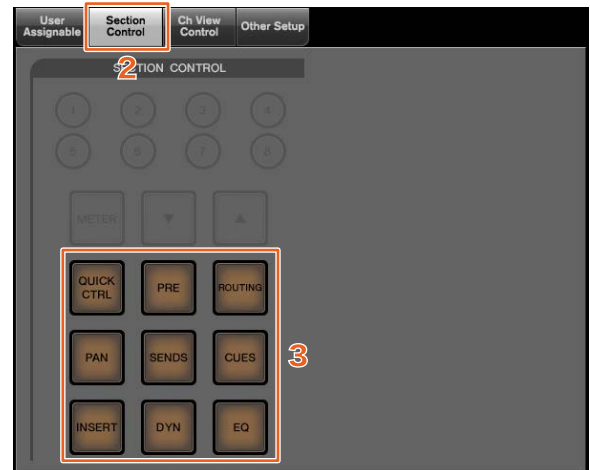 User Assignable
Section Control
Ch View Control
Other Setup
2
SECTION CONTROL
1 2 3 4
5 6 7 8
METER ▼ ▲
QUICK CTRL PRE ROUTING
PAN SENDS CUES
3
INSERT DYN EQ